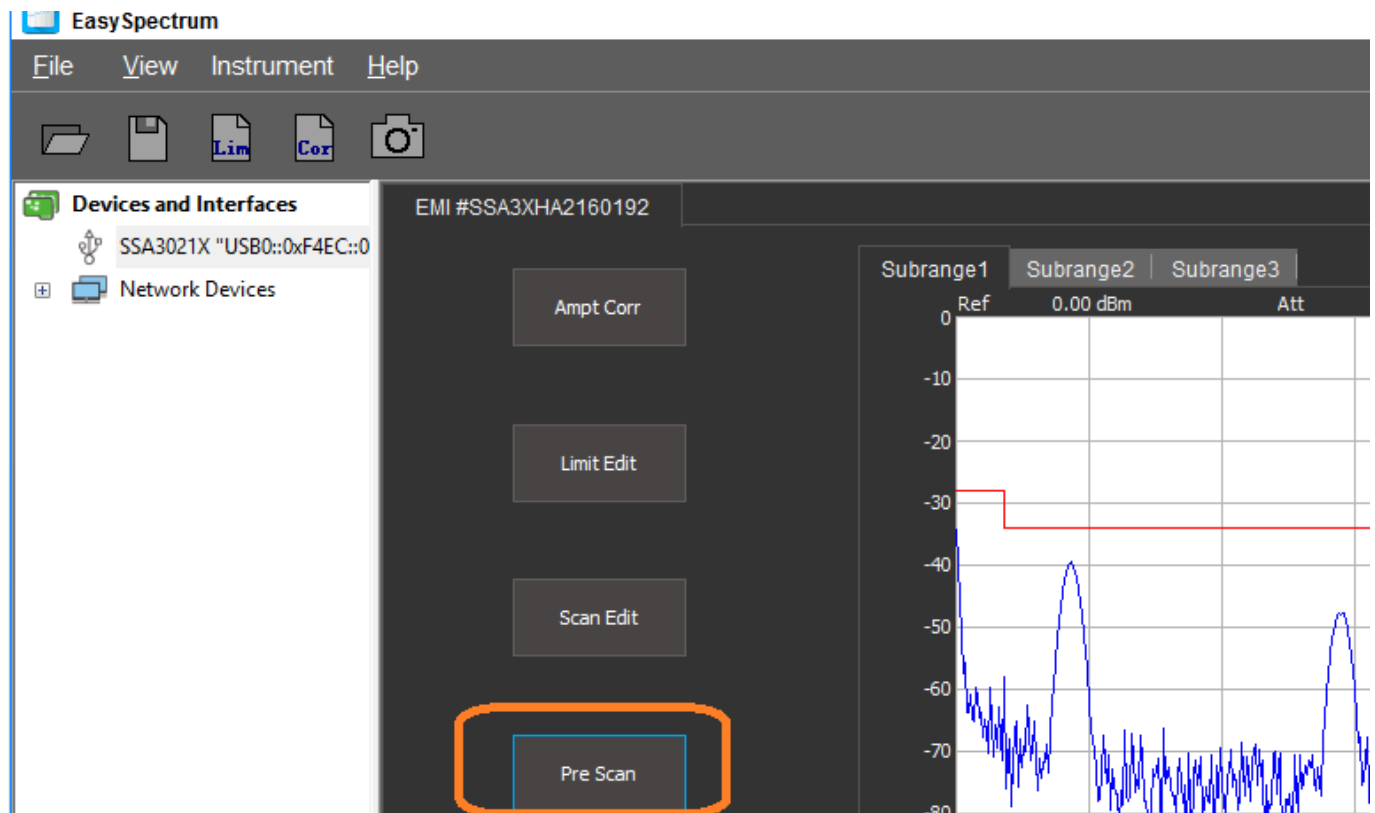 EasySpectrum
File View Instrument Help
Lim Cor
Devices and Interfaces
SSA3021X "USB0::0xF4EC::0
Network Devices
EMI #SSA3XHA2160192
Ampt Corr
Limit Edit
Scan Edit
Pre Scan
Subrange1 Subrange2 Subrange3
Ref 0.00 dBm Att
0
-10
-20
-30
-40
-50
-60
-70
-80